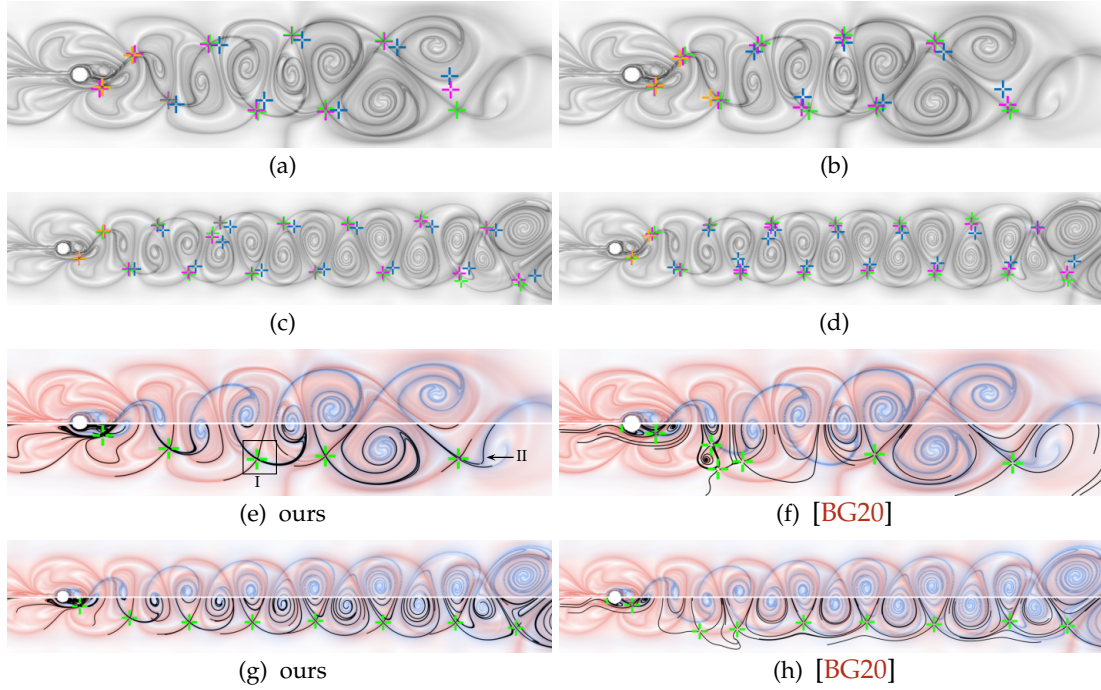 (a) (b)
(c) (d)
I II
(e) ours (f) [BG20]
(g) ours (h) [BG20]